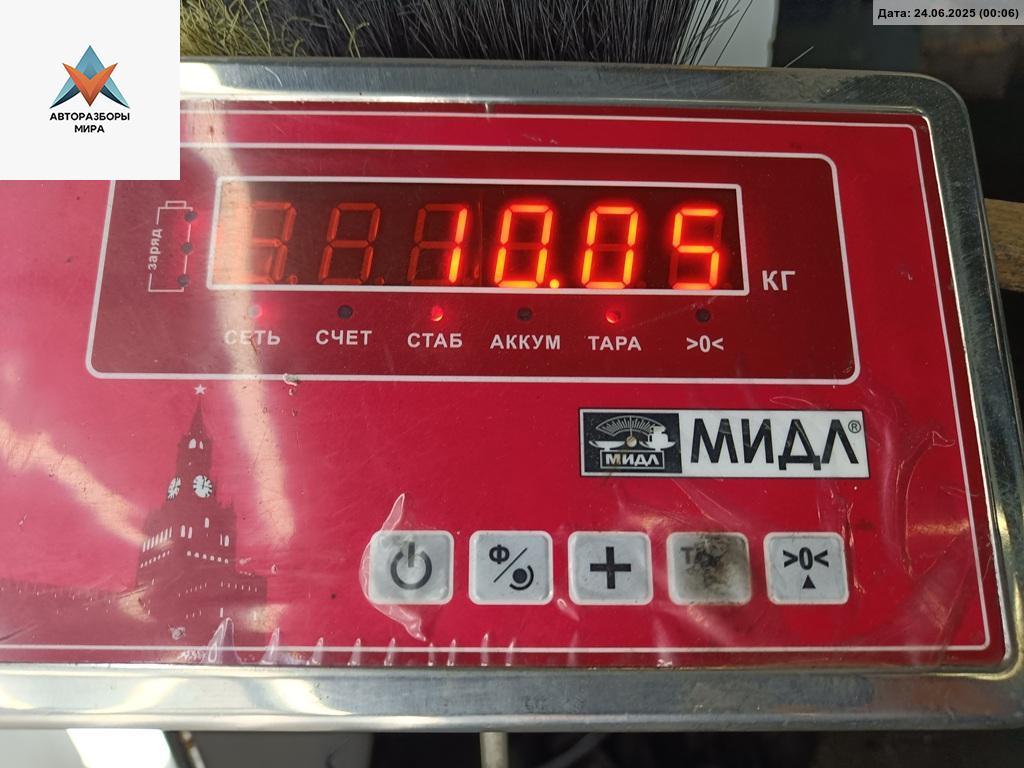 Дата: 24.06.2025 (00:06)
АВТОРАЗБОРЫ
МИРА
заряд
10.05
КГ
СЕТЬ СЧЕТ СТАБ АККУМ ТАРА >0<
МИДЛ МИДЛ®
Ф >0<